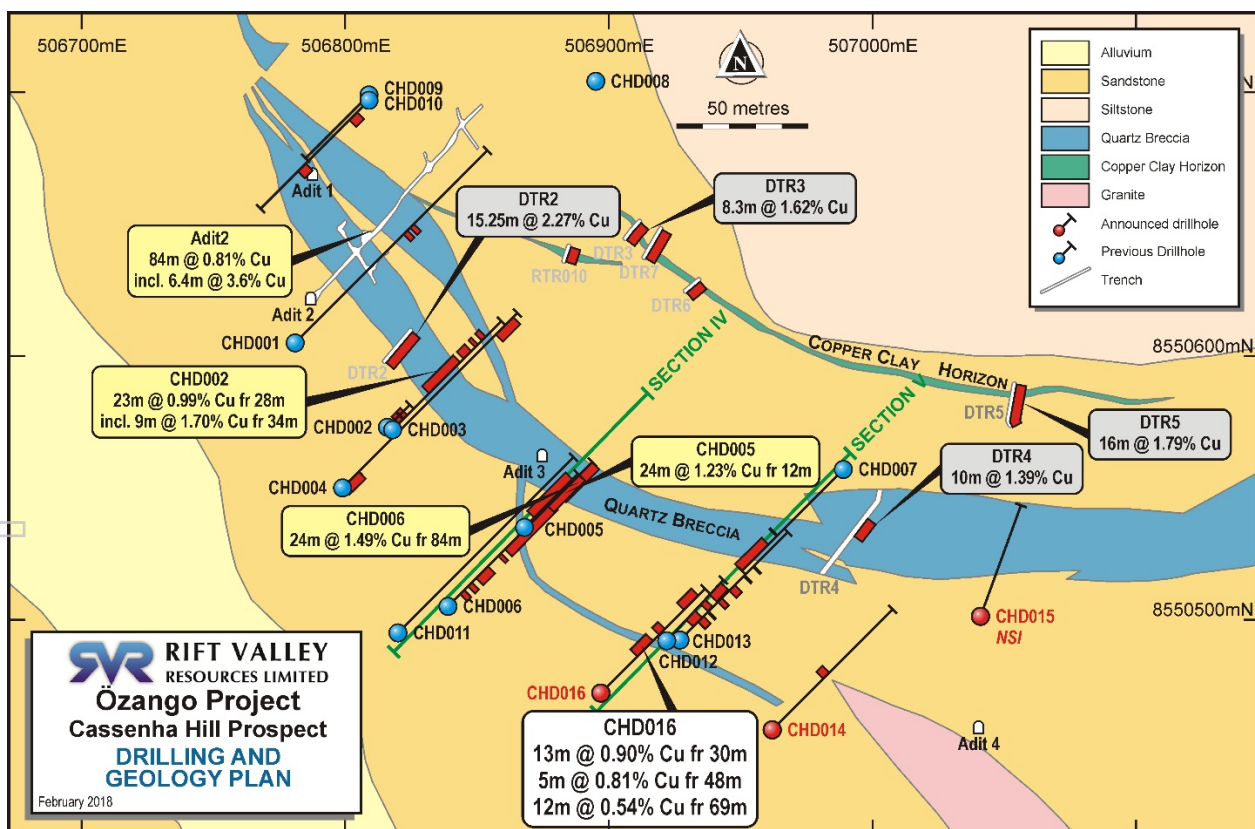 506700mE
506800mE
506900mE
507000mE
CHD009
CHD010
CHD008
N
50 metres
Alluvium
Sandstone
Siltstone
Quartz Breccia
Copper Clay Horizon
Granite
Announced drillhole
Previous Drillhole
Trench
Adit 1
DTR2
15.25m @ 2.27% Cu
DTR3
8.3m @ 1.62% Cu
Adit2
84m @ 0.81% Cu
incl. 6.4m @ 3.6% Cu
DTR3
DTR7
RTR010
DTR6
Adit 2
CHD001
DTR2
SECTION IV
COPPER CLAY HORIZON
8550600mN
CHD002
23m @ 0.99% Cu fr 28m
incl. 9m @ 1.70% Cu fr 34m
CHD002
CHD003
SECTION V
DTR5
DTR5
16m @ 1.79% Cu
Adit 3
CHD005
24m @ 1.23% Cu fr 12m
CHD007
DTR4
10m @ 1.39% Cu
CHD004
CHD006
24m @ 1.49% Cu fr 84m
CHD005
QUARTZ BRECCIA
DTR4
CHD006
CHD011
CHD013
CHD012
CHD015
NSI
8550500mN
CHD016
CHD014
Adit 4
CHD016
13m @ 0.90% Cu fr 30m
5m @ 0.81% Cu fr 48m
12m @ 0.54% Cu fr 69m
SVR
RIFT VALLEY
RESOURCES LIMITED
Özango Project
Cassenha Hill Prospect
DRILLING AND
GEOLOGY PLAN
February 2018